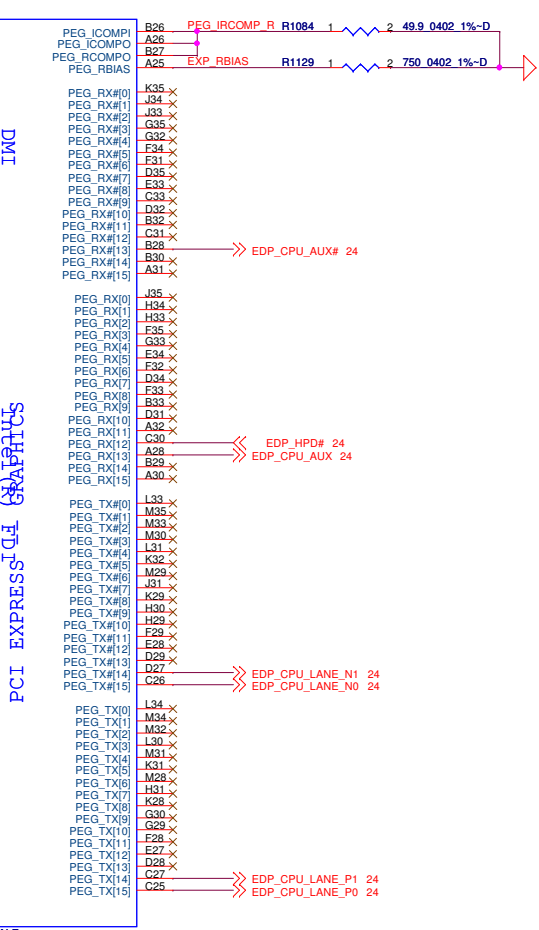 PEG_ICOMPI B26 PEG_IRCOMP_R R1084 1 2 49.9_0402_1%~D
PEG_ICOMPO A26
PEG_RCOMPO B27
PEG_RBIAS A25 EXP_RBIAS R1129 1 2 750_0402_1%~D
PEG_RX#[0] K35
PEG_RX#[1] J34
PEG_RX#[2] J33
PEG_RX#[3] G35
PEG_RX#[4] G32
PEG_RX#[5] F34
PEG_RX#[6] F31
PEG_RX#[7] D35
PEG_RX#[8] E33
PEG_RX#[9] C33
PEG_RX#[10] D32
PEG_RX#[11] B32
PEG_RX#[12] C31
PEG_RX#[13] B28 EDP_CPU_AUX# 24
PEG_RX#[14] B30
PEG_RX#[15] A31
DMI
PEG_RX[0] J35
PEG_RX[1] H34
PEG_RX[2] H33
PEG_RX[3] F35
PEG_RX[4] G33
PEG_RX[5] E34
PEG_RX[6] F32
PEG_RX[7] D34
PEG_RX[8] F33
PEG_RX[9] B33
PEG_RX[10] D31
PEG_RX[11] A32
PEG_RX[12] C30 EDP_HPD# 24
PEG_RX[13] A28 EDP_CPU_AUX 24
PEG_RX[14] B29
PEG_RX[15] A30
PEG_TX#[0] L33
PEG_TX#[1] M35
PEG_TX#[2] M33
PEG_TX#[3] M30
PEG_TX#[4] L31
PEG_TX#[5] K32
PEG_TX#[6] M29
PEG_TX#[7] J31
PEG_TX#[8] K29
PEG_TX#[9] H30
PEG_TX#[10] H29
PEG_TX#[11] F29
PEG_TX#[12] E28
PEG_TX#[13] D29
PEG_TX#[14] D27 EDP_CPU_LANE_N1 24
PEG_TX#[15] C26 EDP_CPU_LANE_N0 24
PCI EXPRESS -- GRAPHICS
Intel(R) FDI
PEG_TX[0] L34
PEG_TX[1] M34
PEG_TX[2] M32
PEG_TX[3] L30
PEG_TX[4] M31
PEG_TX[5] K31
PEG_TX[6] M28
PEG_TX[7] H31
PEG_TX[8] K28
PEG_TX[9] G30
PEG_TX[10] G29
PEG_TX[11] F28
PEG_TX[12] E27
PEG_TX[13] D28
PEG_TX[14] C27 EDP_CPU_LANE_P1 24
PEG_TX[15] C25 EDP_CPU_LANE_P0 24